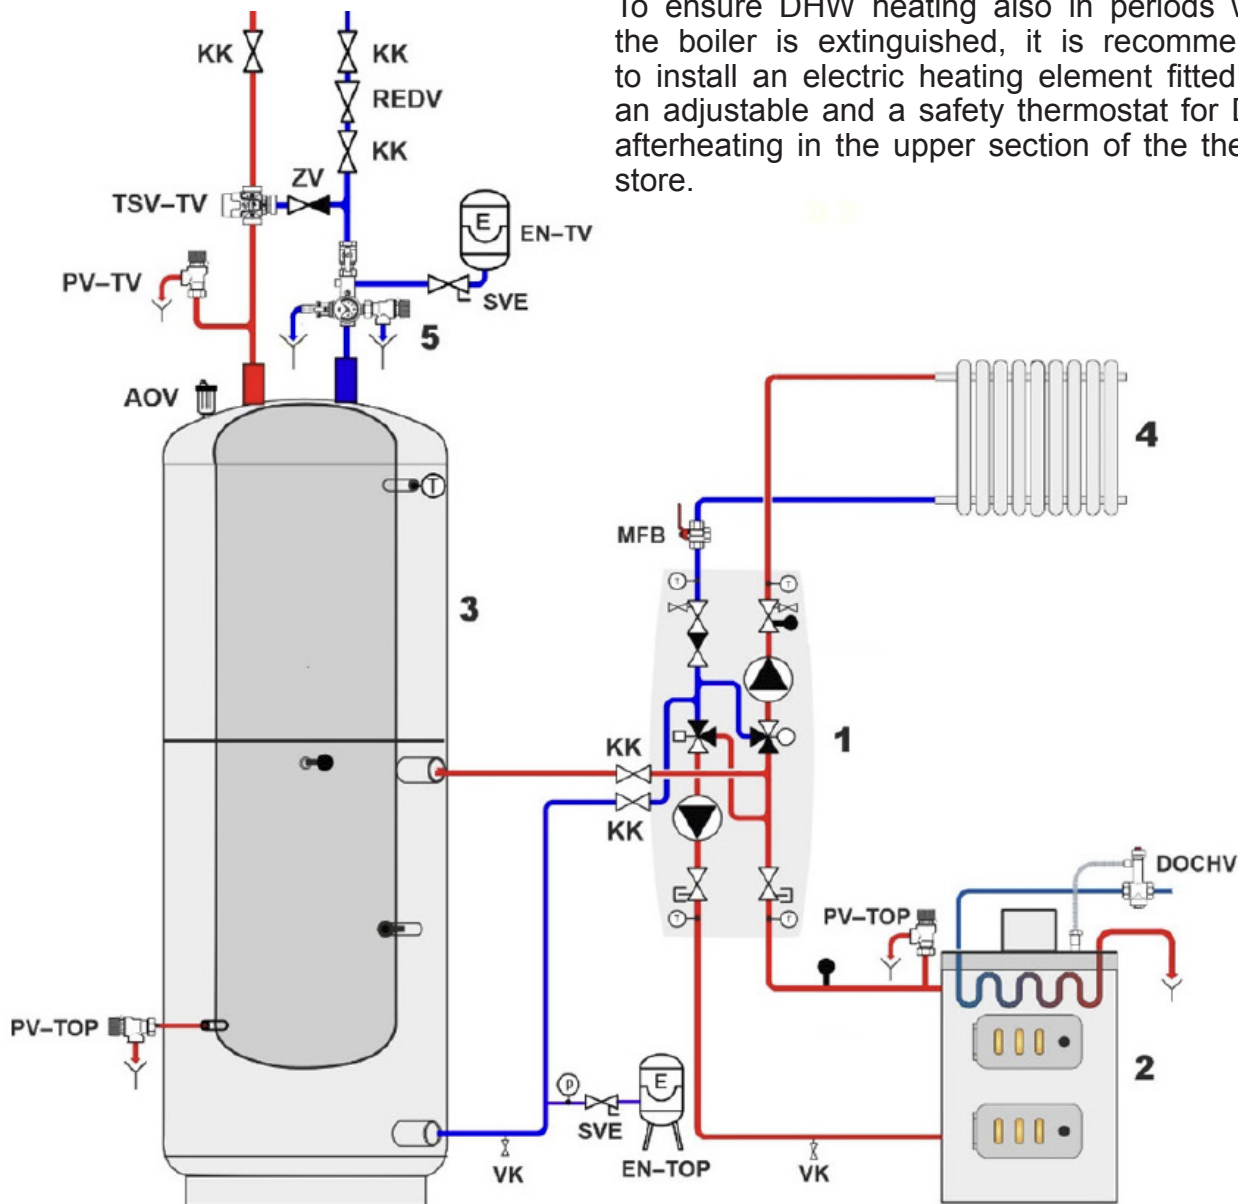 To ensure DHW heating also in periods
the boiler is extinguished, it is
to install an electric heating element fitted
an adjustable and a safety thermostat for
afterheating in the upper section of the
store.
KK
KK
REDV
KK
ZV
TSV–TV
E
EN–TV
PV–TV
SVE
5
AOV
T
4
MFB
T
T
3
1
KK
KK
DOCHV
PV–TOP
T
T
PV–TOP
2
P
E
SVE
VK
EN–TOP
VK